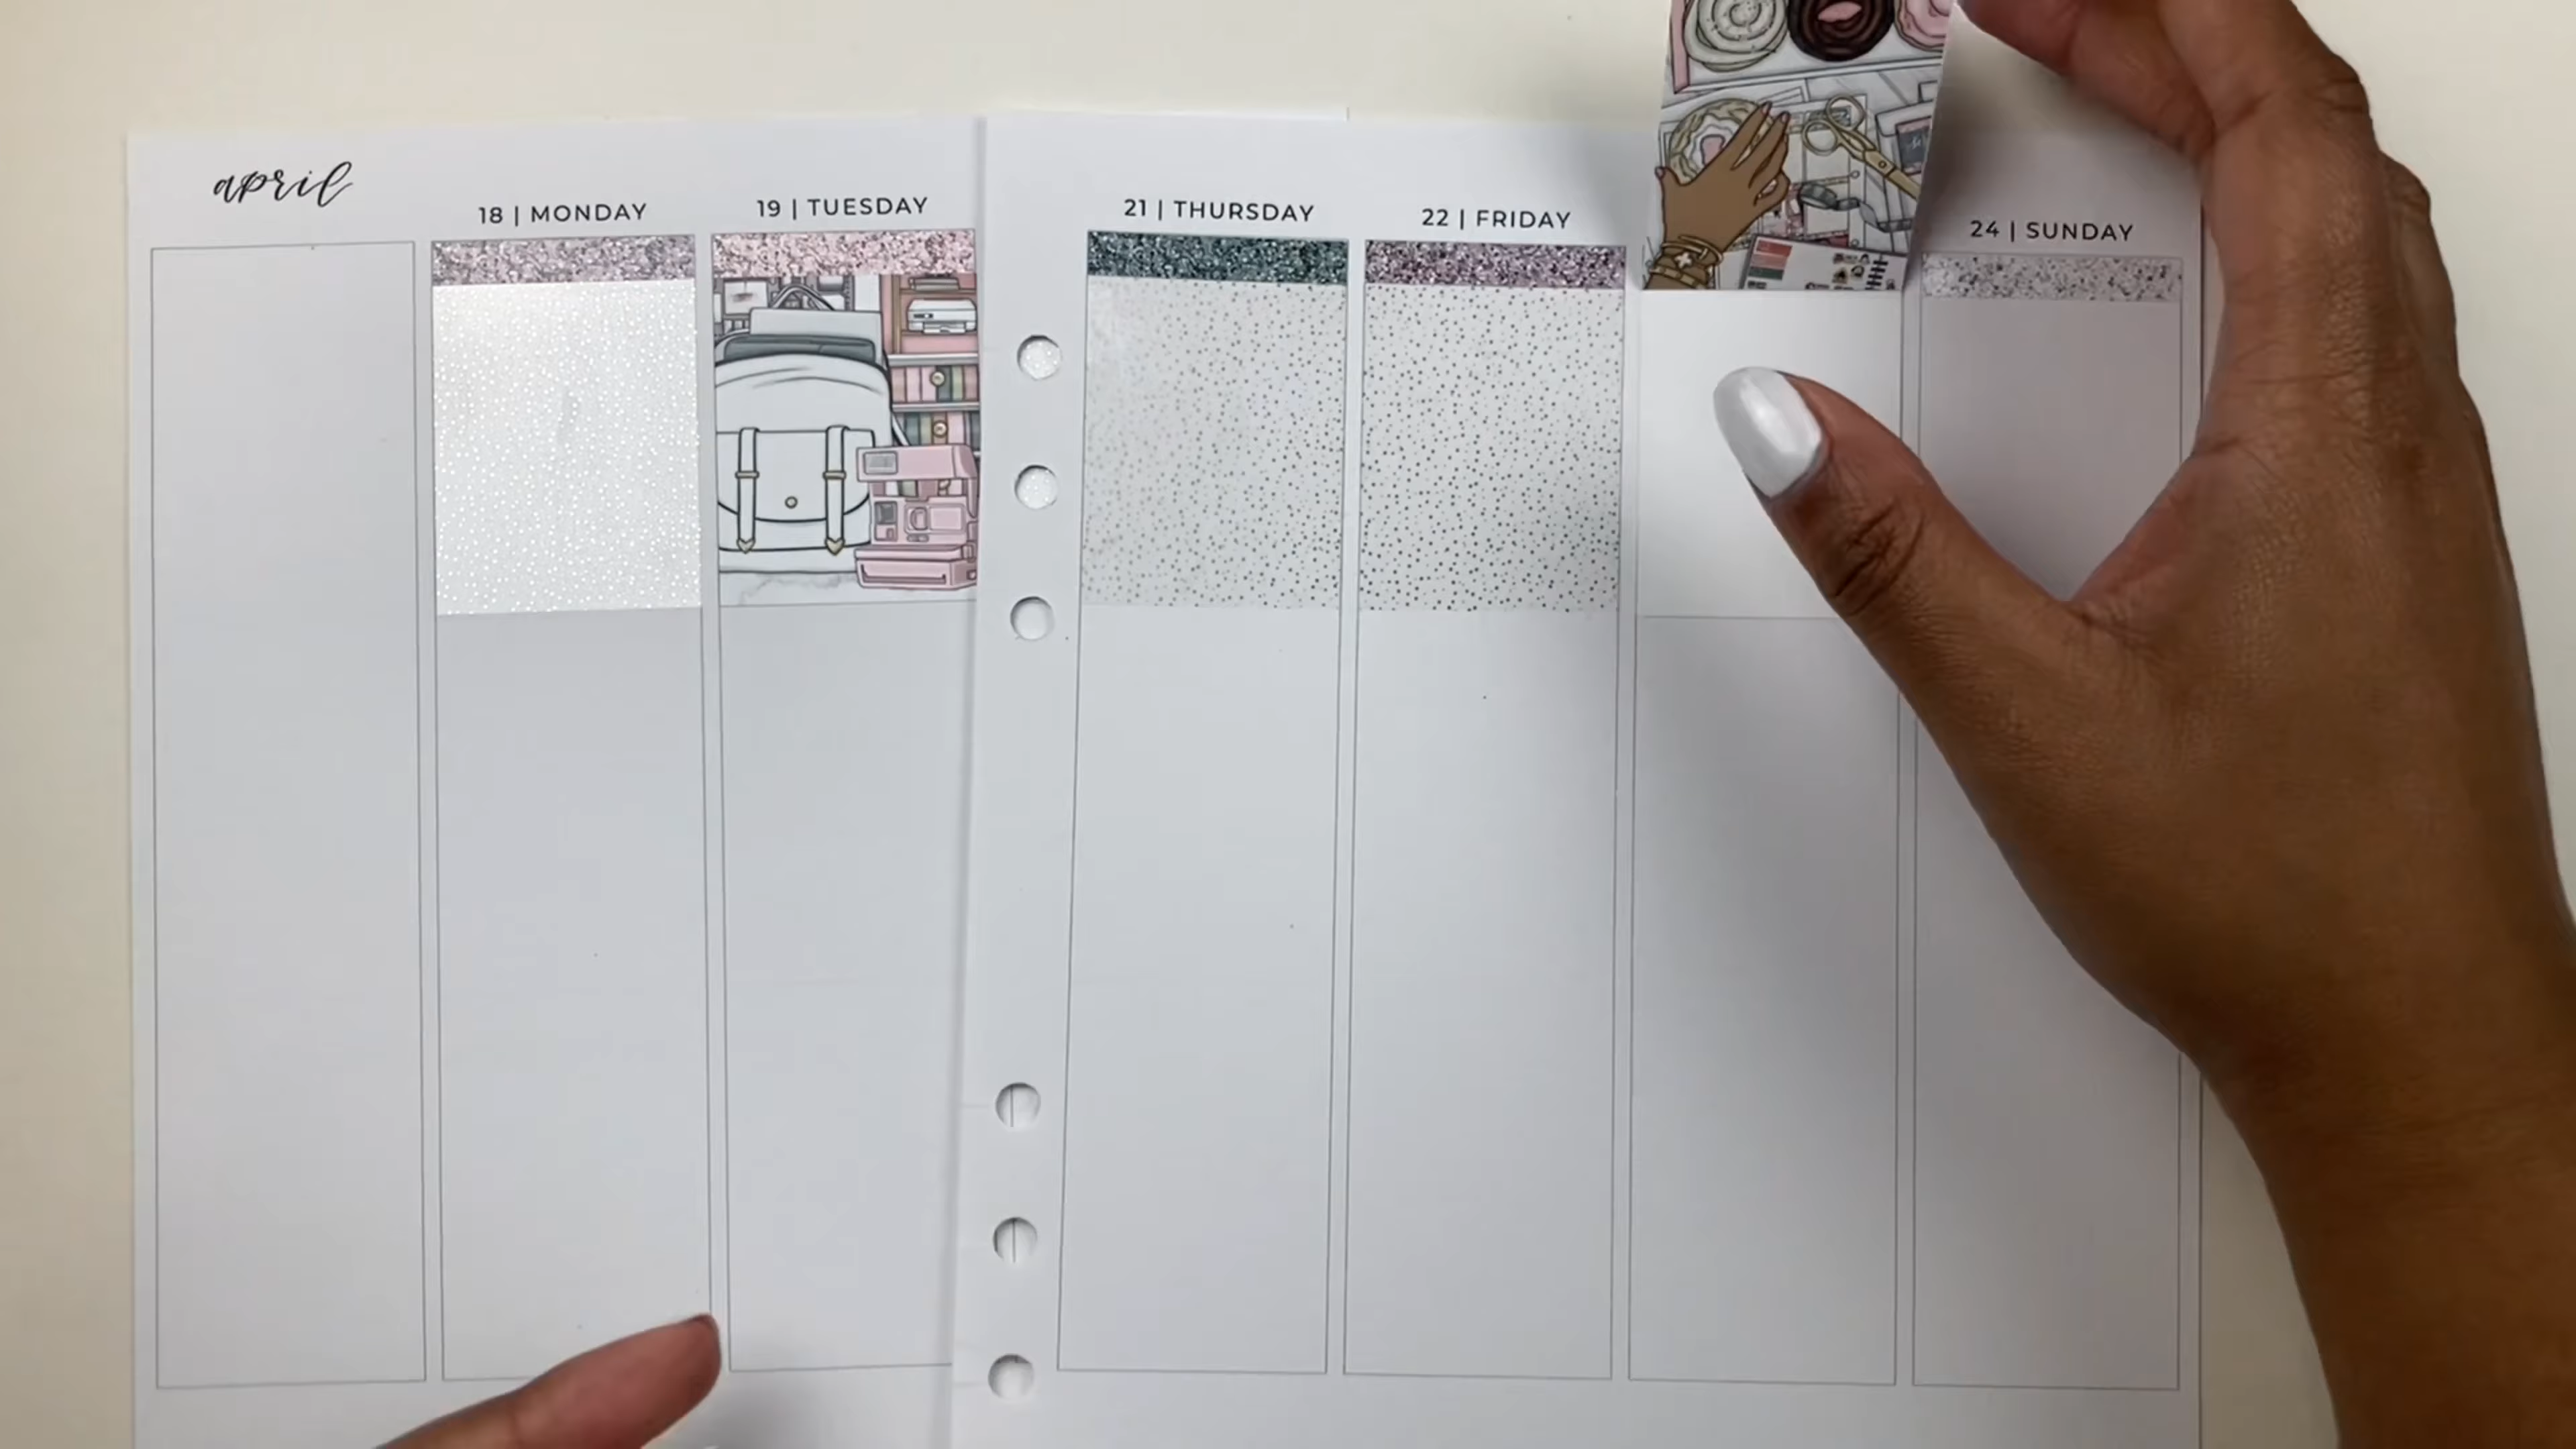 april
18 | MONDAY
19 | TUESDAY
21 | THURSDAY
22 | FRIDAY
24 | SUNDAY